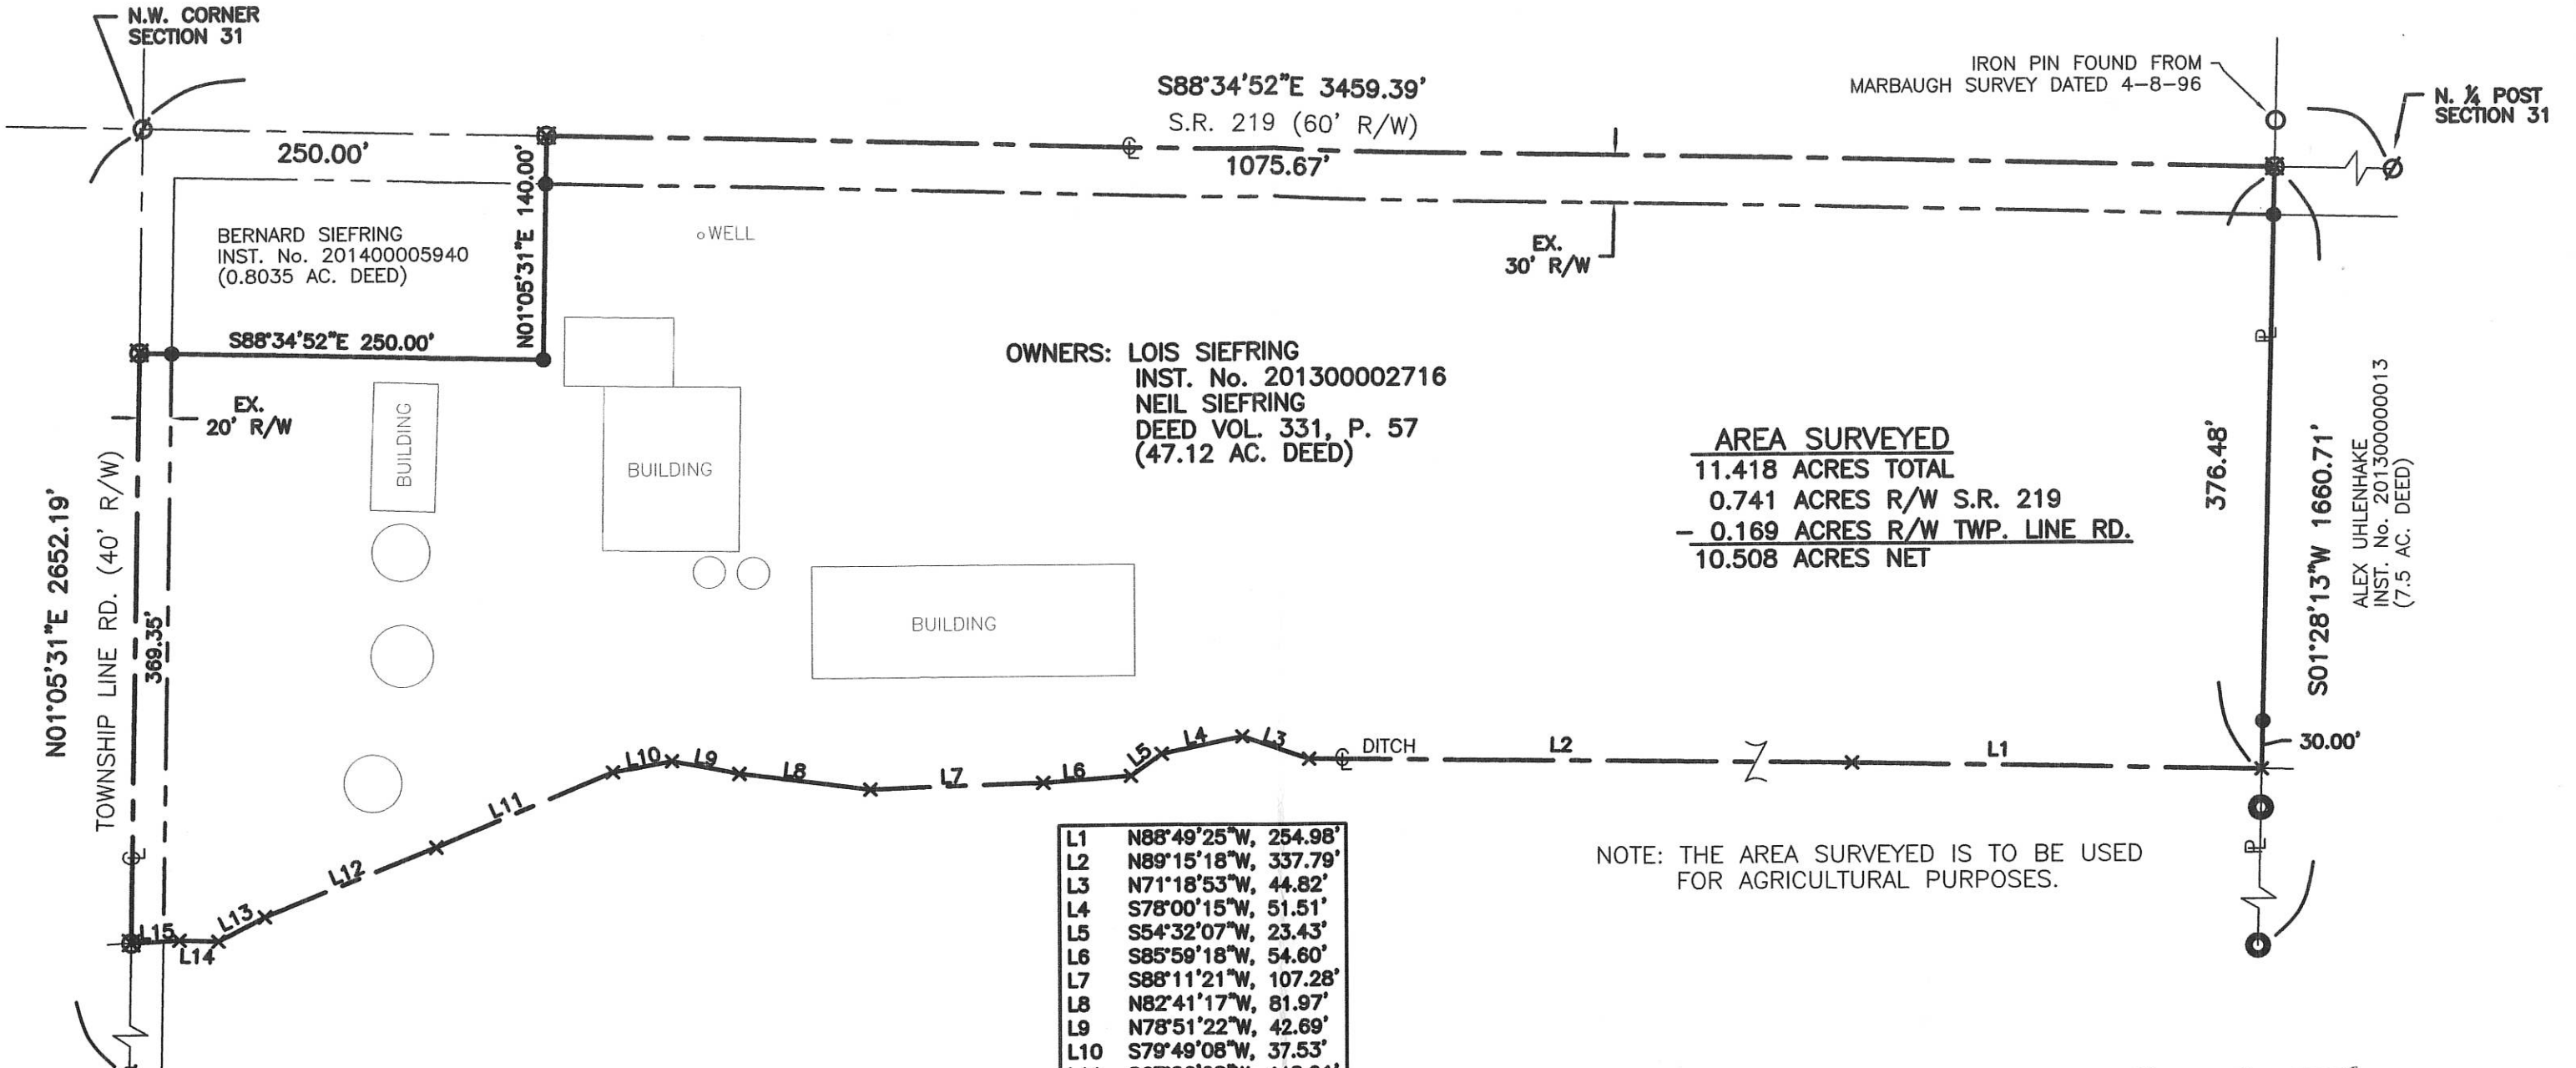 N.W. CORNER
SECTION 31
S88°34'52"E 3459.39'
S.R. 219 (60' R/W)
1075.67'
IRON PIN FOUND FROM
MARBAUGH SURVEY DATED 4-8-96
N. ¼ POST
SECTION 31
250.00'
N01°05'31"E 140.00'
BERNARD SIEFRING
INST. No. 201400005940
(0.8035 AC. DEED)
WELL
EX.
30' R/W
S88°34'52"E 250.00'
EX.
20' R/W
OWNERS: LOIS SIEFRING
INST. No. 201300002716
NEIL SIEFRING
DEED VOL. 331, P. 57
(47.12 AC. DEED)
AREA SURVEYED
11.418 ACRES TOTAL
0.741 ACRES R/W S.R. 219
- 0.169 ACRES R/W TWP. LINE RD.
10.508 ACRES NET
PL
376.48'
S01°28'13"W 1660.71'
ALEX UHLENHAKE
INST. No. 201300000013
(7.5 AC. DEED)
N01°05'31"E 2652.19'
TOWNSHIP LINE RD. (40' R/W)
369.35'
BUILDING
BUILDING
BUILDING
30.00'
L1
L2
DITCH
L3
L4
L5
L6
L7
L8
L9
L10
L11
L12
L13
L14
L15
PL
NOTE: THE AREA SURVEYED IS TO BE USED
FOR AGRICULTURAL PURPOSES.
L1 N88°49'25"W, 254.98'
L2 N89°15'18"W, 337.79'
L3 N71°18'53"W, 44.82'
L4 S78°00'15"W, 51.51'
L5 S54°32'07"W, 23.43'
L6 S85°59'18"W, 54.60'
L7 S88°11'21"W, 107.28'
L8 N82°41'17"W, 81.97'
L9 N78°51'22"W, 42.69'
L10 S79°49'08"W, 37.53'